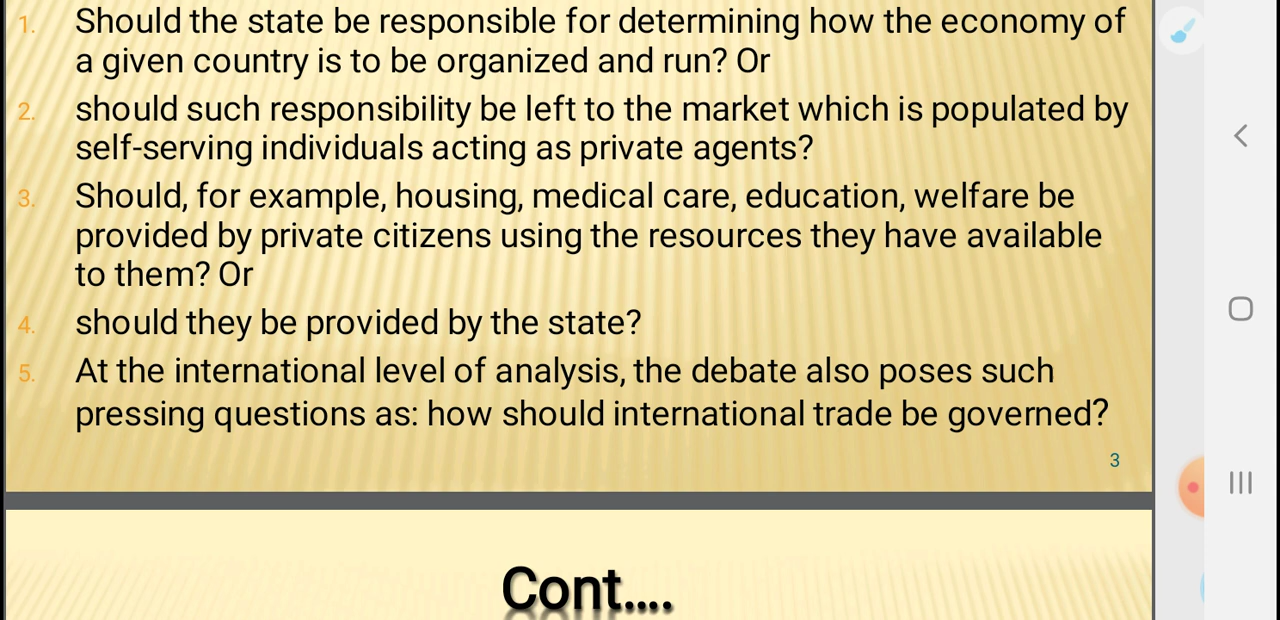 1. Should the state be responsible for determining how the economy of
a given country is to be organized and run? Or
2. should such responsibility be left to the market which is populated by
self-serving individuals acting as private agents?
3. Should, for example, housing, medical care, education, welfare be
provided by private citizens using the resources they have available
to them? Or
4. should they be provided by the state?
5. At the international level of analysis, the debate also poses such
pressing questions as: how should international trade be governed?
3
Cont....